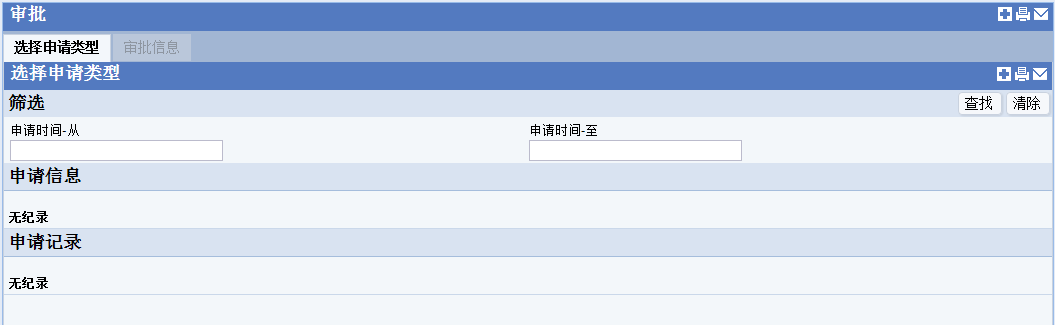 审批
选择申请类型 审批信息
选择申请类型
筛选 查找 清除
申请时间-从 申请时间-至
申请信息
无纪录
申请记录
无纪录